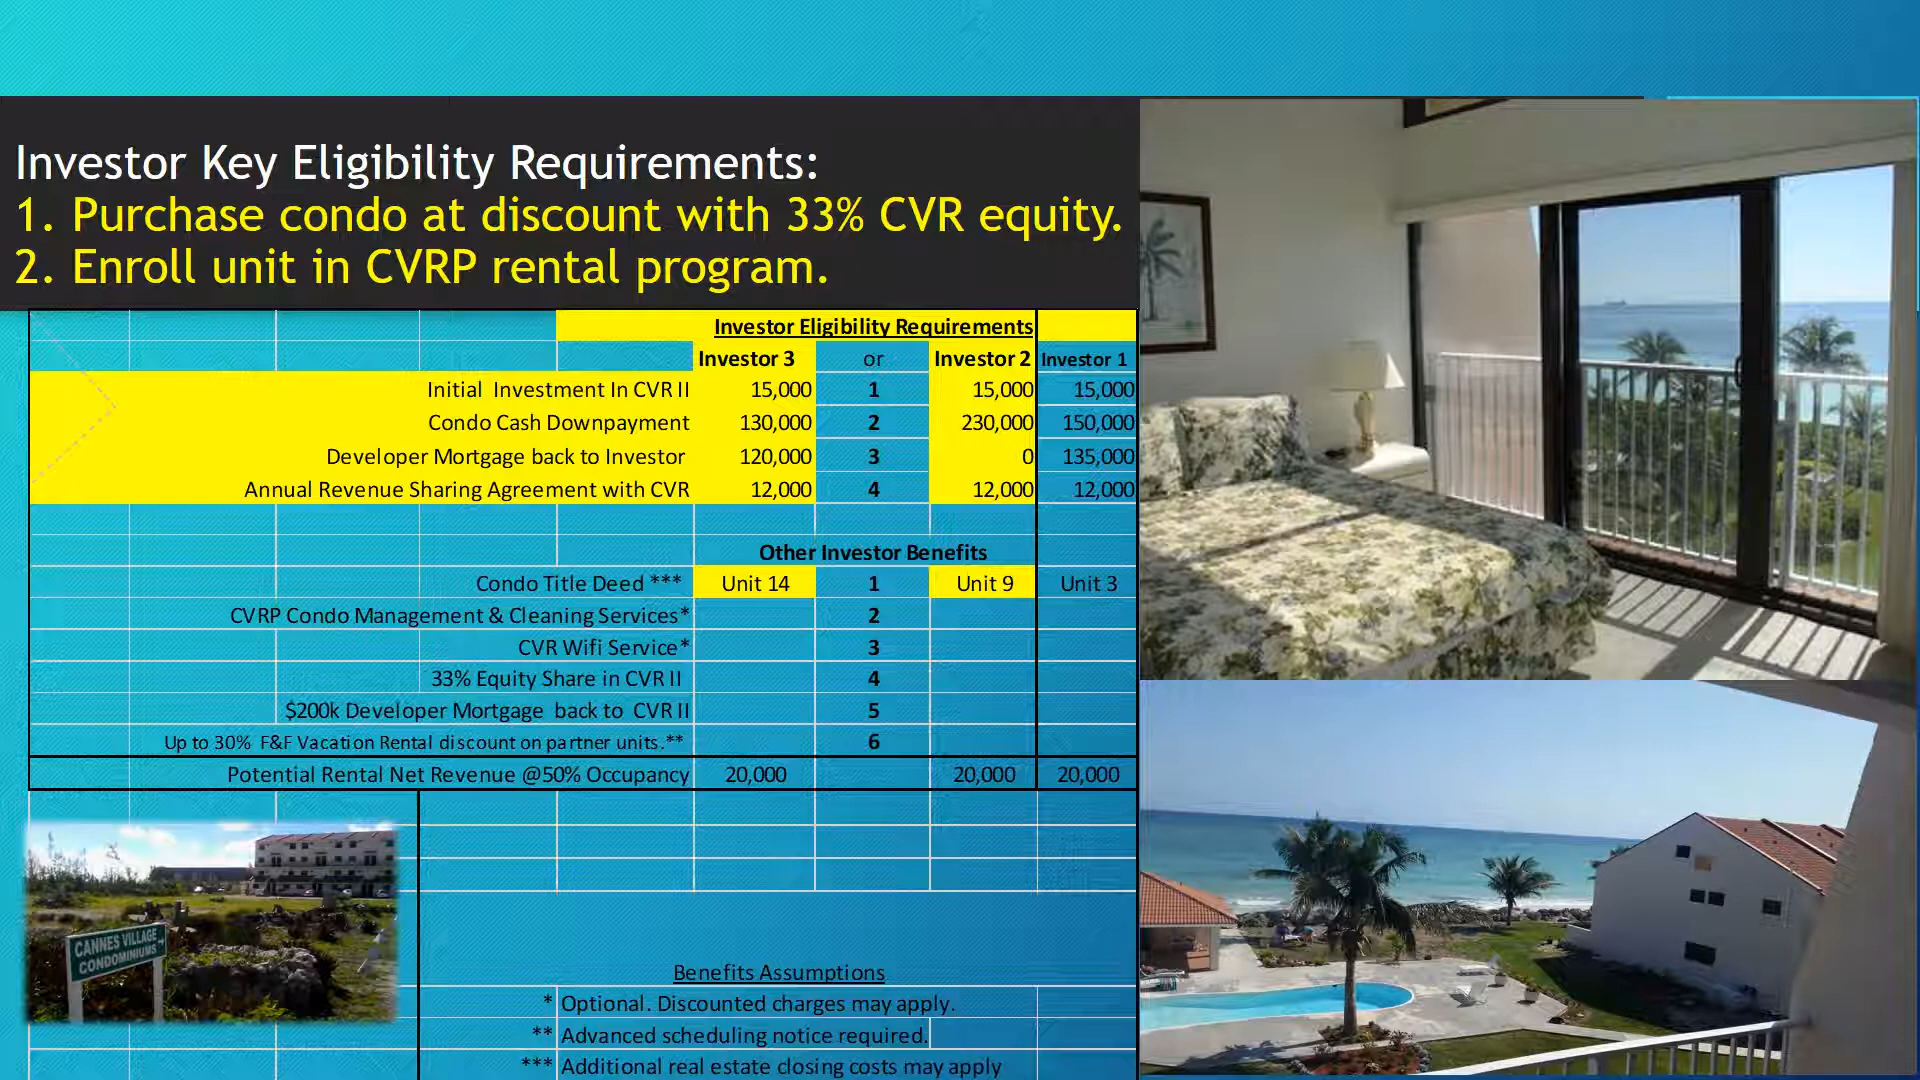 Investor Key Eligibility Requirements:
1. Purchase condo at discount with 33% CVR equity.
2. Enroll unit in CVRP rental program.
Investor Eligibility Requirements
Investor 3 or Investor 2 Investor 1
Initial Investment In CVR II 15,000 1 15,000 15,000
Condo Cash Downpayment 130,000 2 230,000 150,000
Developer Mortgage back to Investor 120,000 3 0 135,000
Annual Revenue Sharing Agreement with CVR 12,000 4 12,000 12,000
Other Investor Benefits
Condo Title Deed *** Unit 14 1 Unit 9 Unit 3
CVRP Condo Management & Cleaning Services* 2
CVR Wifi Service* 3
33% Equity Share in CVR II 4
$200k Developer Mortgage back to CVR II 5
Up to 30% F&F Vacation Rental discount on partner units.** 6
Potential Rental Net Revenue @50% Occupancy 20,000 20,000 20,000
CANNES VILLAGE
CONDOMINIUMS
Benefits Assumptions
* Optional. Discounted charges may apply.
** Advanced scheduling notice required.
*** Additional real estate closing costs may apply